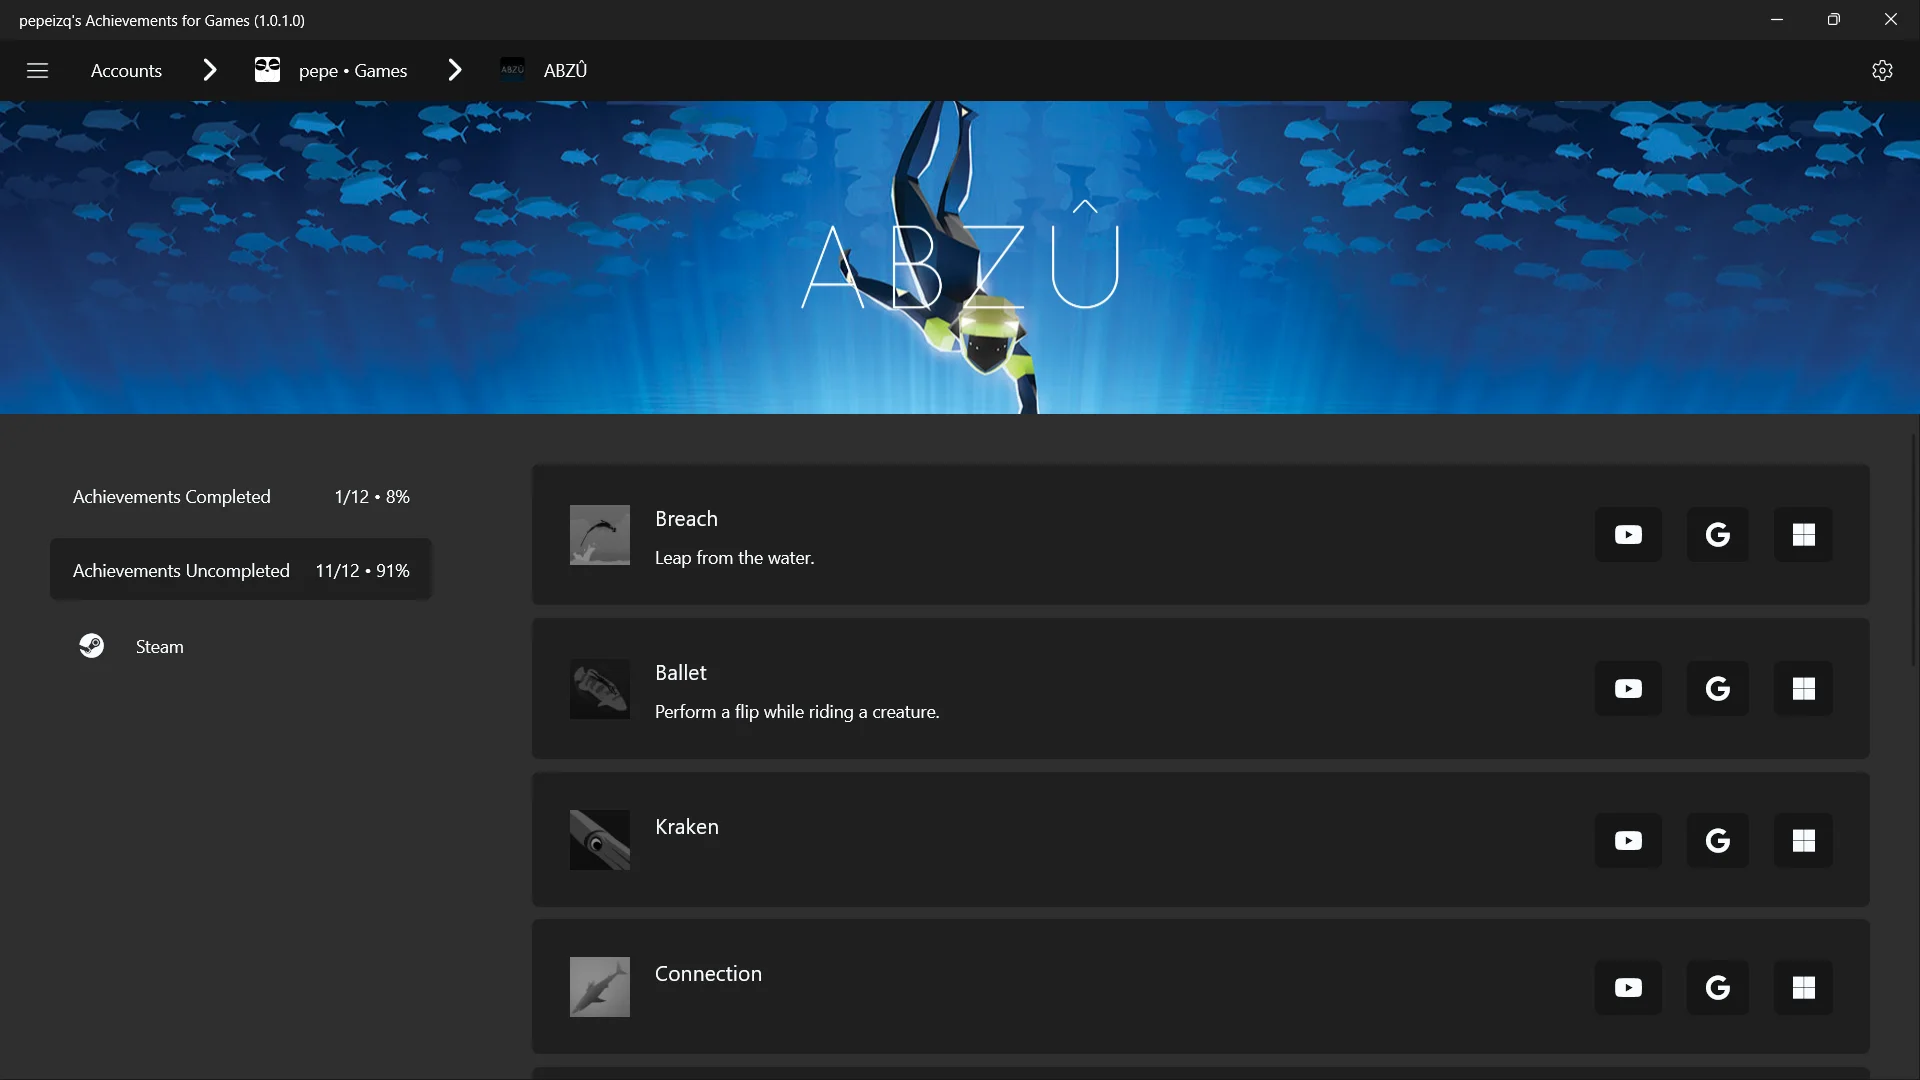 pepeizq's Achievements for Games (1.0.1.0)
Accounts
pepe • Games
ABZÛ
ABZÛ
ABZÛ
Achievements Completed 1/12 • 8%
Achievements Uncompleted 11/12 • 91%
Steam
Breach
Leap from the water.
Ballet
Perform a flip while riding a creature.
Kraken
Connection